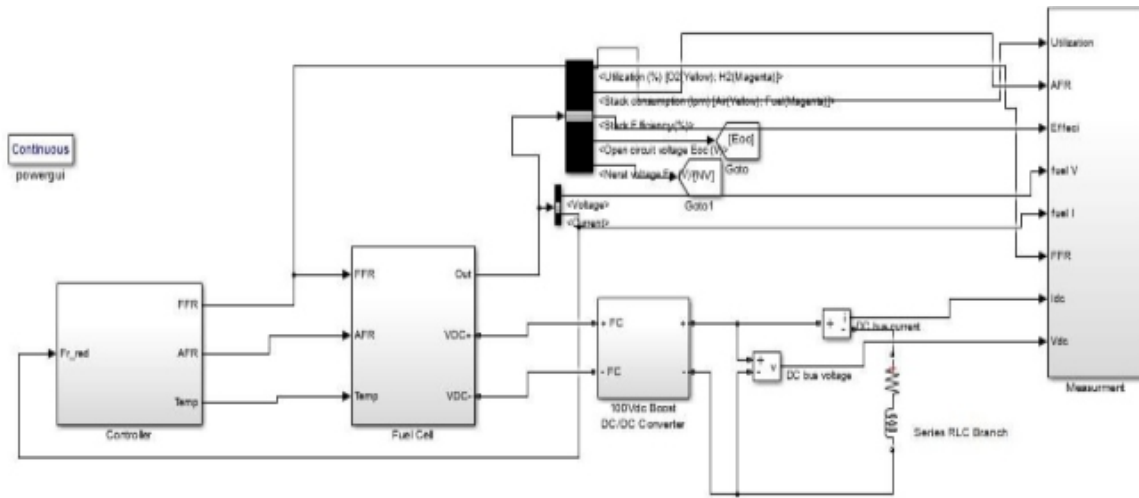 Continuous
powergui
Fr_red
FFR
AFR
Temp
Controller
FFR
AFR
Temp
Out
VDC+
VDC-
Fuel Cell
<Utilization (%) [O2(Yellow); H2(Magenta)]>
<Stack consumption (lpm) [Air(Yellow); Fuel(Magenta)]>
<Stack Efficiency(%)>
<Open circuit voltage Eoc (V)
[Eoc]
Goto
<Nerst voltage
[NV]
Goto1
<Voltage>
<Current>
+ FC
- FC
+
-
100Vdc Boost
DC/DC Converter
+
-
i
DC bus current
+
-
v
DC bus voltage
Series RLC Branch
Utilization
AFR
Effeci
fuel V
fuel I
FFR
Idc
Vdc
Measurment